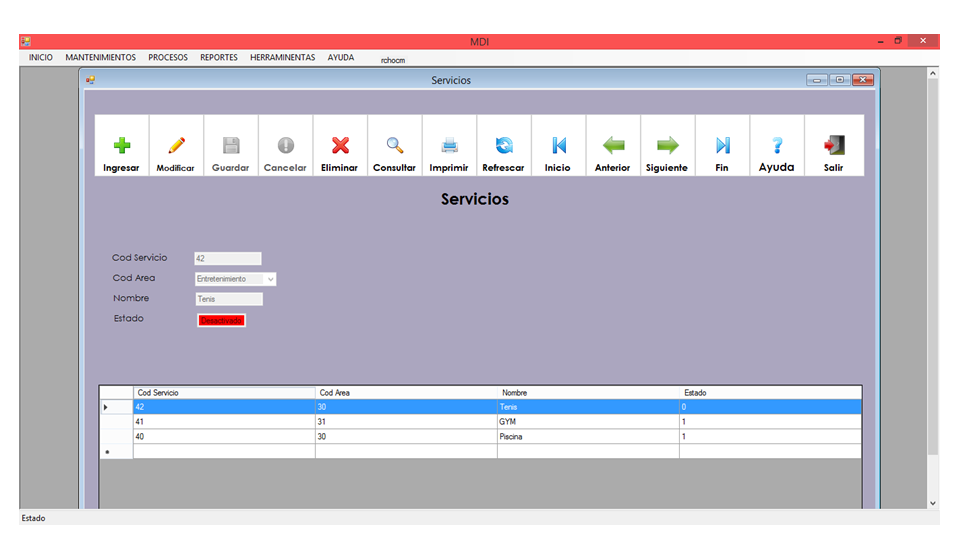 MDI
INICIO MANTENIMIENTOS PROCESOS REPORTES HERRAMINENTAS AYUDA rchocm
Servicios
Ingresar Modificar Guardar Cancelar Eliminar Consultar Imprimir Refrescar Inicio Anterior Siguiente Fin Ayuda Salir
Servicios
Cod Servicio 42
Cod Area Entretenimiento
Nombre Tenis
Estado Desactivado
Cod Servicio Cod Area Nombre Estado
42 30 Tenis 0
41 31 GYM 1
40 30 Piscina 1
Estado